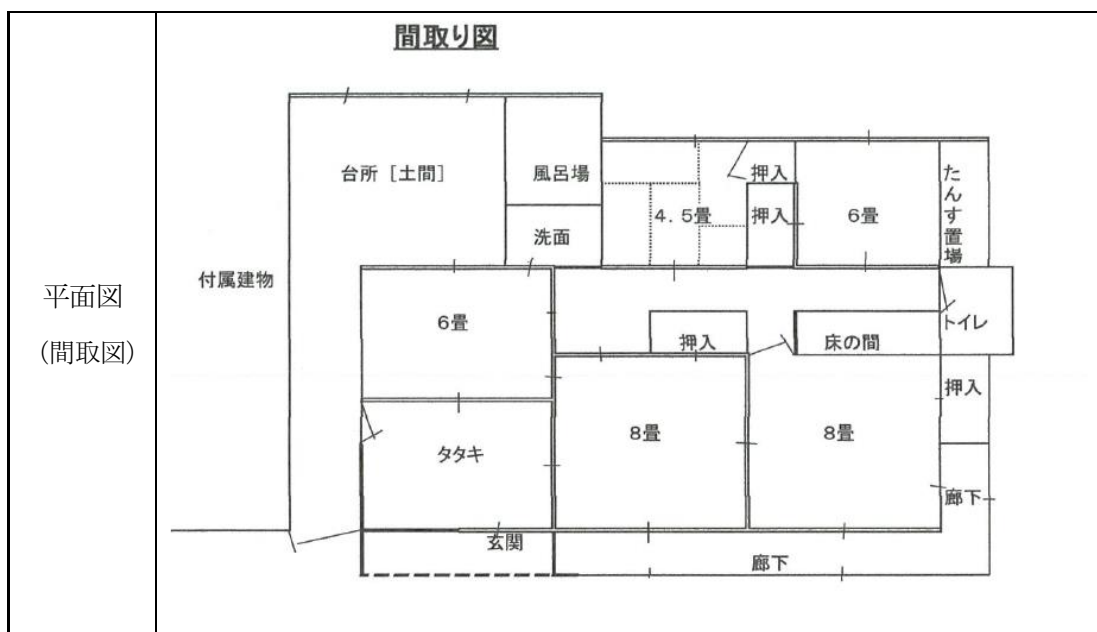 平面図
(間取図)
間取り図
台所 [土間]
風呂場
洗面
4.5畳
押入
押入
6畳
たんす置場
付属建物
6畳
押入
床の間
トイレ
押入
タタキ
8畳
8畳
廊下
玄関
廊下